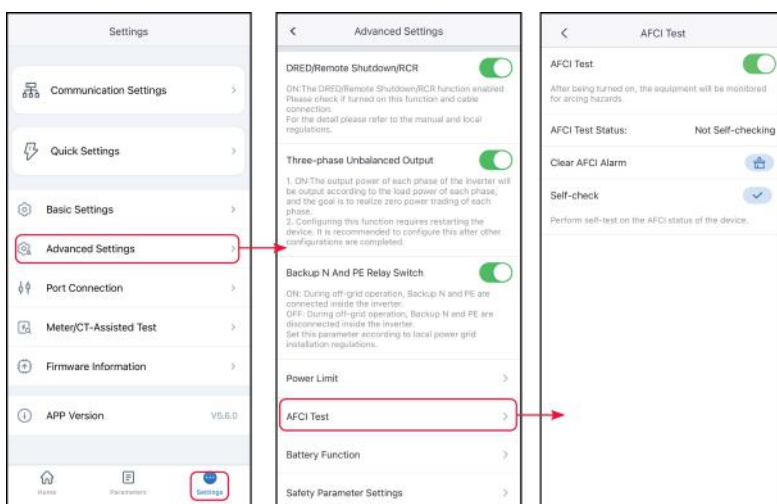 Settings
Communication Settings
Quick Settings
Basic Settings
Advanced Settings
Port Connection
Meter/CT-Assisted Test
Firmware Information
APP Version
V5.6.0
Home
Parameters
Settings
Advanced Settings
DRED/Remote Shutdown/RCR
ON:The DRED/Remote Shutdown/RCR function enabled
Please check if turned on this function and cable
connection.
For the detail please refer to the manual and local
regulations.
Three-phase Unbalanced Output
1. ON:The output power of each phase of the inverter will
be output according to the load power of each phase,
and the goal is to realize zero power trading of each
phase.
2. Configuring this function requires restarting the
device. It is recommended to configure this after other
configurations are completed.
Backup N And PE Relay Switch
ON: During off-grid operation, Backup N and PE are
connected inside the inverter.
OFF: During off-grid operation, Backup N and PE are
disconnected inside the inverter.
Set this parameter according to local power grid
installation regulations.
Power Limit
AFCI Test
Battery Function
Safety Parameter Settings
AFCI Test
AFCI Test
After being turned on, the equipment will be monitored
for arcing hazards.
AFCI Test Status: Not Self-checking
Clear AFCI Alarm
Self-check
Perform self-test on the AFCI status of the device.